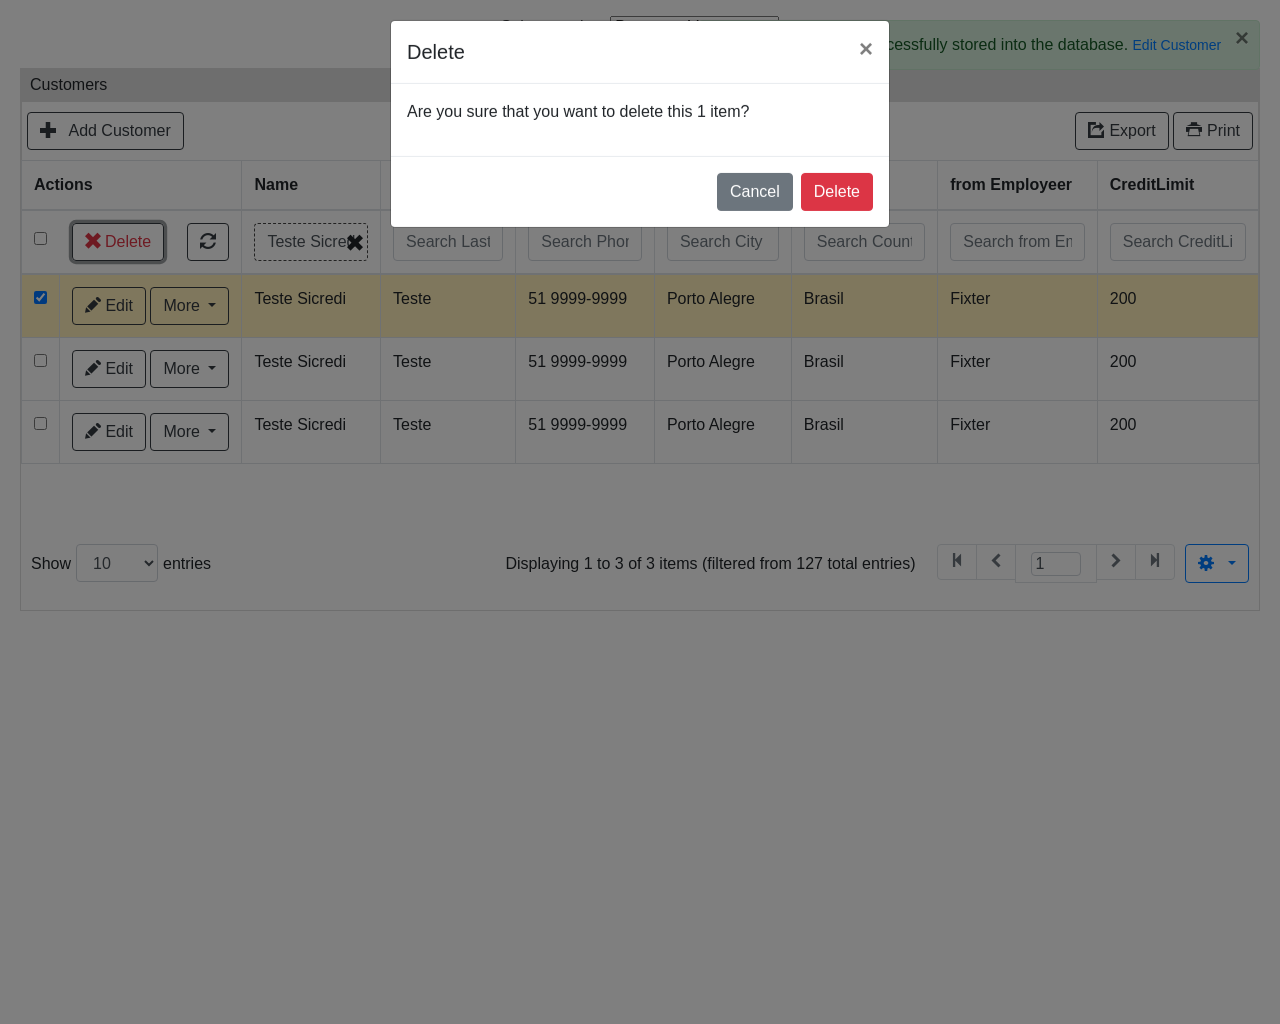 Delete
×
cessfully stored into the database. Edit Customer ×
Are you sure that you want to delete this 1 item?
Cancel Delete
Customers
Add Customer Export Print
Actions Name from Employeer CreditLimit
Delete Teste Sicre Search Last Search Phor Search City Search Count Search from En Search CreditLi
Edit More Teste Sicredi Teste 51 9999-9999 Porto Alegre Brasil Fixter 200
Edit More Teste Sicredi Teste 51 9999-9999 Porto Alegre Brasil Fixter 200
Edit More Teste Sicredi Teste 51 9999-9999 Porto Alegre Brasil Fixter 200
Show 10 entries Displaying 1 to 3 of 3 items (filtered from 127 total entries) 1